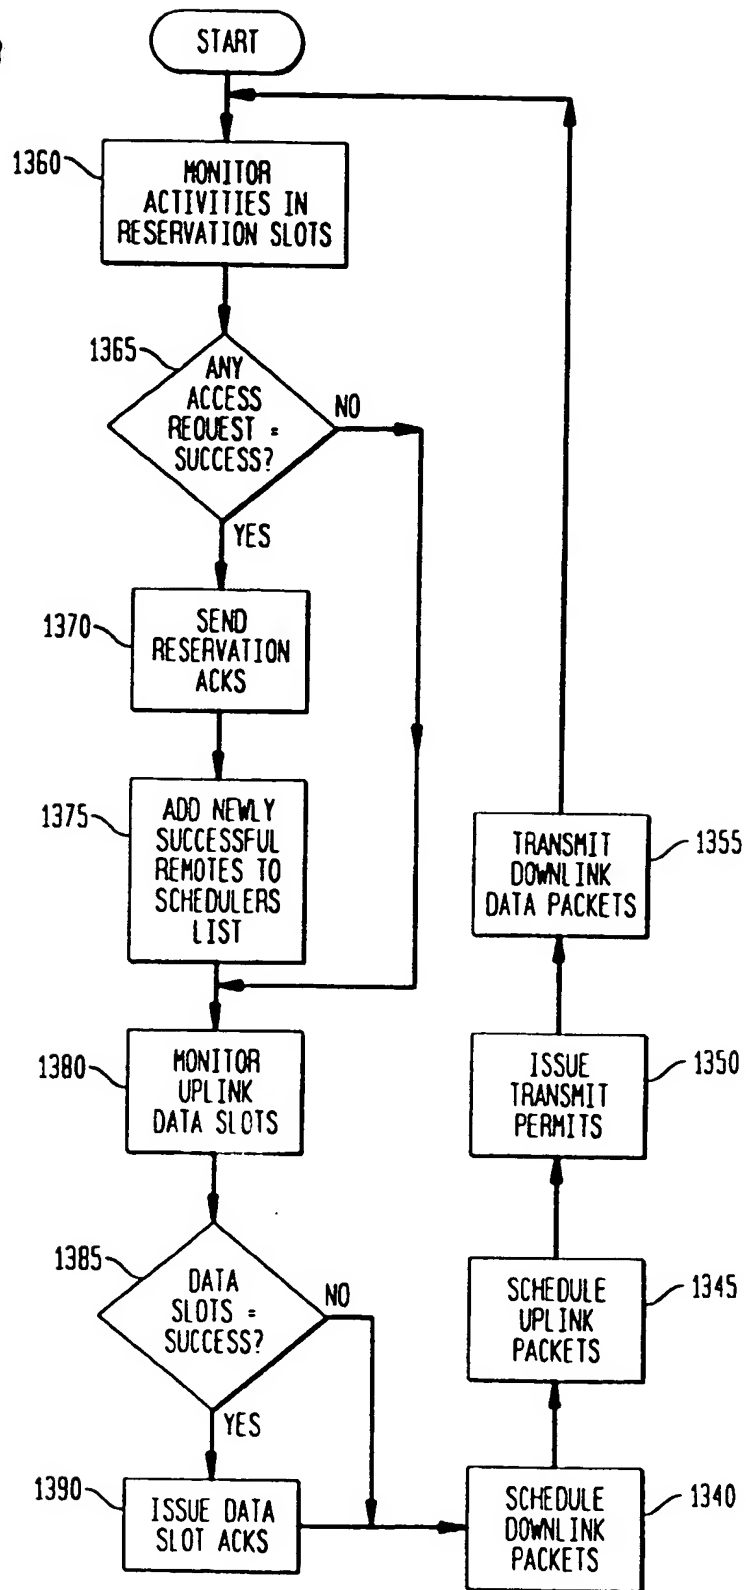 START
1360
MONITOR
ACTIVITIES IN
RESERVATION SLOTS
1365
ANY
ACCESS
REQUEST =
SUCCESS?
NO
YES
1370
SEND
RESERVATION
ACKS
1375
ADD NEWLY
SUCCESSFUL
REMOTES TO
SCHEDULERS
LIST
1380
MONITOR
UPLINK
DATA SLOTS
1385
DATA
SLOTS =
SUCCESS?
NO
YES
1390
ISSUE DATA
SLOT ACKS
SCHEDULE
DOWNLINK
PACKETS
1340
SCHEDULE
UPLINK
PACKETS
1345
ISSUE
TRANSMIT
PERMITS
1350
TRANSMIT
DOWNLINK
DATA PACKETS
1355